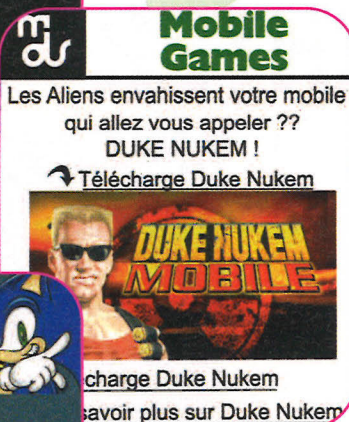 mds
Mobile
Games
Les Aliens envahissent votre mobile
qui allez vous appeler ??
DUKE NUKEM !
Télécharge Duke Nukem
DUKE NUKEM
MOBILE
charge Duke Nukem
savoir plus sur Duke Nukem